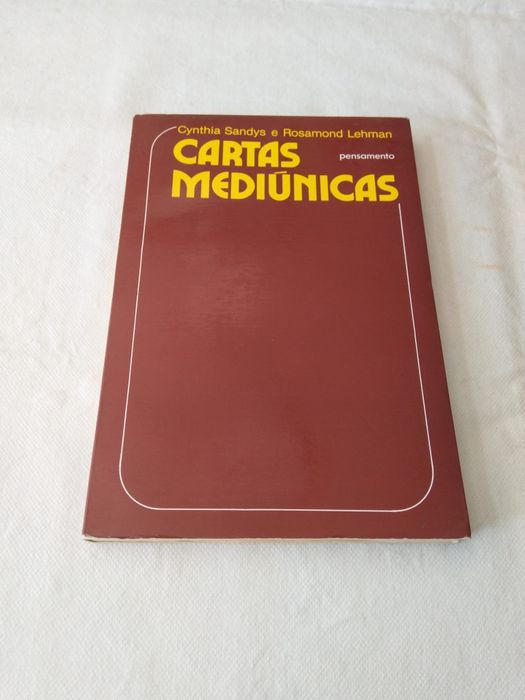 Cynthia Sandys e Rosamond Lehman
CARTAS
pensamento
MEDIÚNICAS